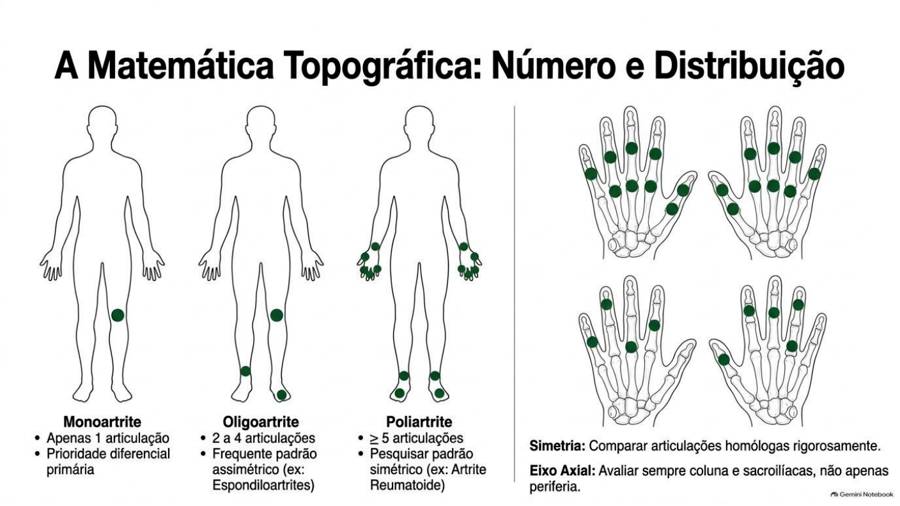 A Matemática Topográfica: Número e Distribuição
Monoartrite
• Apenas 1 articulação
• Prioridade diferencial
primária
Oligoartrite
• 2 a 4 articulações
• Frequente padrão
assimétrico (ex:
Espondiloartrites)
Poliartrite
• ≥ 5 articulações
• Pesquisar padrão
simétrico (ex: Artrite
Reumatoide)
Simetria: Comparar articulações homólogas rigorosamente.
Eixo Axial: Avaliar sempre coluna e sacroilíacas, não apenas
periferia.
Gemini Notebook